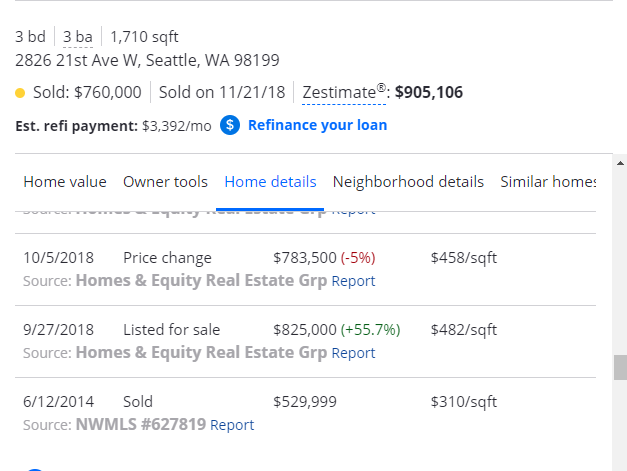 3 bd 3 ba 1,710 sqft
2826 21st Ave W, Seattle, WA 98199
Sold: $760,000 Sold on 11/21/18 Zestimate®: $905,106
Est. refi payment: $3,392/mo $ Refinance your loan
Home value Owner tools Home details Neighborhood details Similar homes
Source: Homes & Equity Real Estate Grp Report
10/5/2018 Price change $783,500 (-5%) $458/sqft
Source: Homes & Equity Real Estate Grp Report
9/27/2018 Listed for sale $825,000 (+55.7%) $482/sqft
Source: Homes & Equity Real Estate Grp Report
6/12/2014 Sold $529,999 $310/sqft
Source: NWMLS #627819 Report